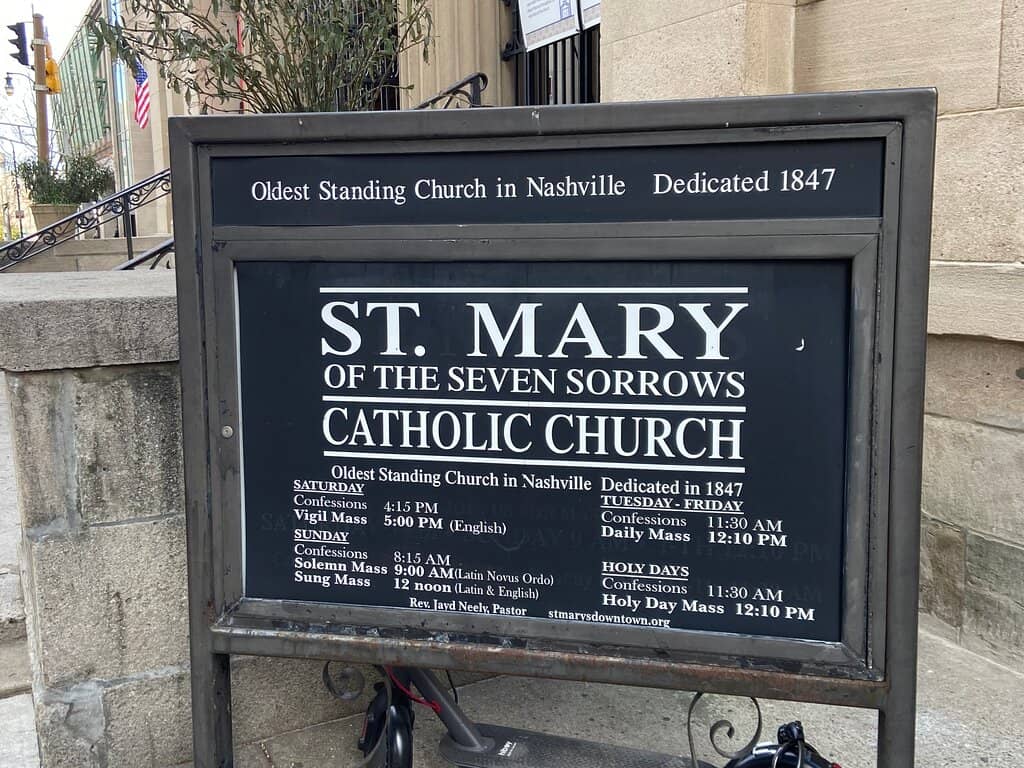 Oldest Standing Church in Nashville Dedicated 1847
ST. MARY
OF THE SEVEN SORROWS
CATHOLIC CHURCH
Oldest Standing Church in Nashville Dedicated in 1847
SATURDAY
Confessions 4:15 PM
Vigil Mass 5:00 PM (English)
SUNDAY
Confessions 8:15 AM
Solemn Mass 9:00 AM (Latin Novus Ordo)
Sung Mass 12 noon (Latin & English)
TUESDAY - FRIDAY
Confessions 11:30 AM
Daily Mass 12:10 PM
HOLY DAYS
Confessions 11:30 AM
Holy Day Mass 12:10 PM
Rev. Jayd Neely, Pastor stmarysdowntown.org